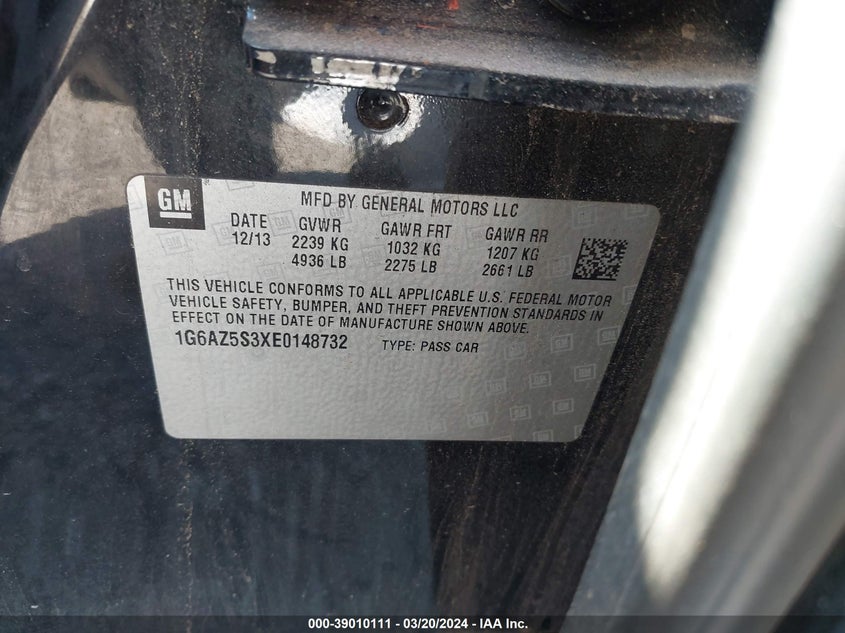 GM
MFD BY GENERAL MOTORS LLC
DATE GVWR GAWR FRT GAWR RR
12/13 2239 KG 1032 KG 1207 KG
4936 LB 2275 LB 2661 LB
THIS VEHICLE CONFORMS TO ALL APPLICABLE U.S. FEDERAL MOTOR
VEHICLE SAFETY, BUMPER, AND THEFT PREVENTION STANDARDS IN
EFFECT ON THE DATE OF MANUFACTURE SHOWN ABOVE.
1G6AZ5S3XE0148732 TYPE: PASS CAR
000-39010111 - 03/20/2024 - IAA Inc.